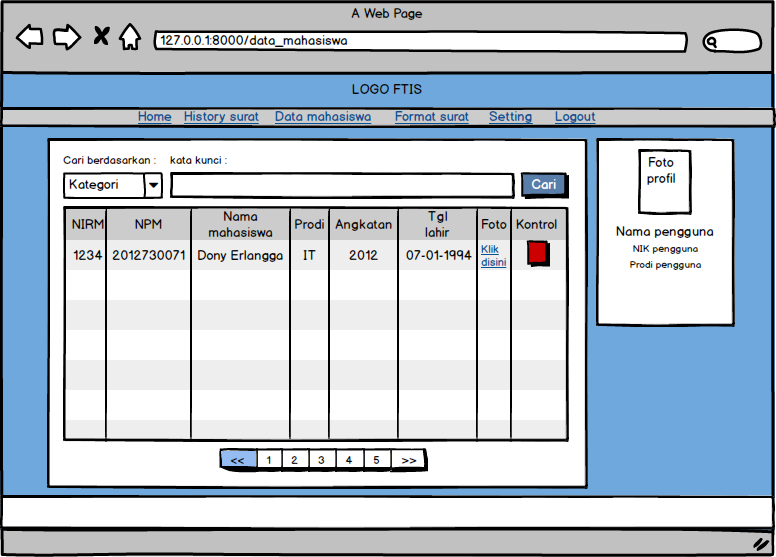 A Web Page
127.0.0.1:8000/data_mahasiswa
LOGO FTIS
Home History surat Data mahasiswa Format surat Setting Logout
Cari berdasarkan : kata kunci :
Kategori Cari
NIRM NPM Nama mahasiswa Prodi Angkatan Tgl lahir Foto Kontrol
1234 2012730071 Dony Erlangga IT 2012 07-01-1994 Klik disini
<< 1 2 3 4 5 >>
Foto
profil
Nama pengguna
NIK pengguna
Prodi pengguna